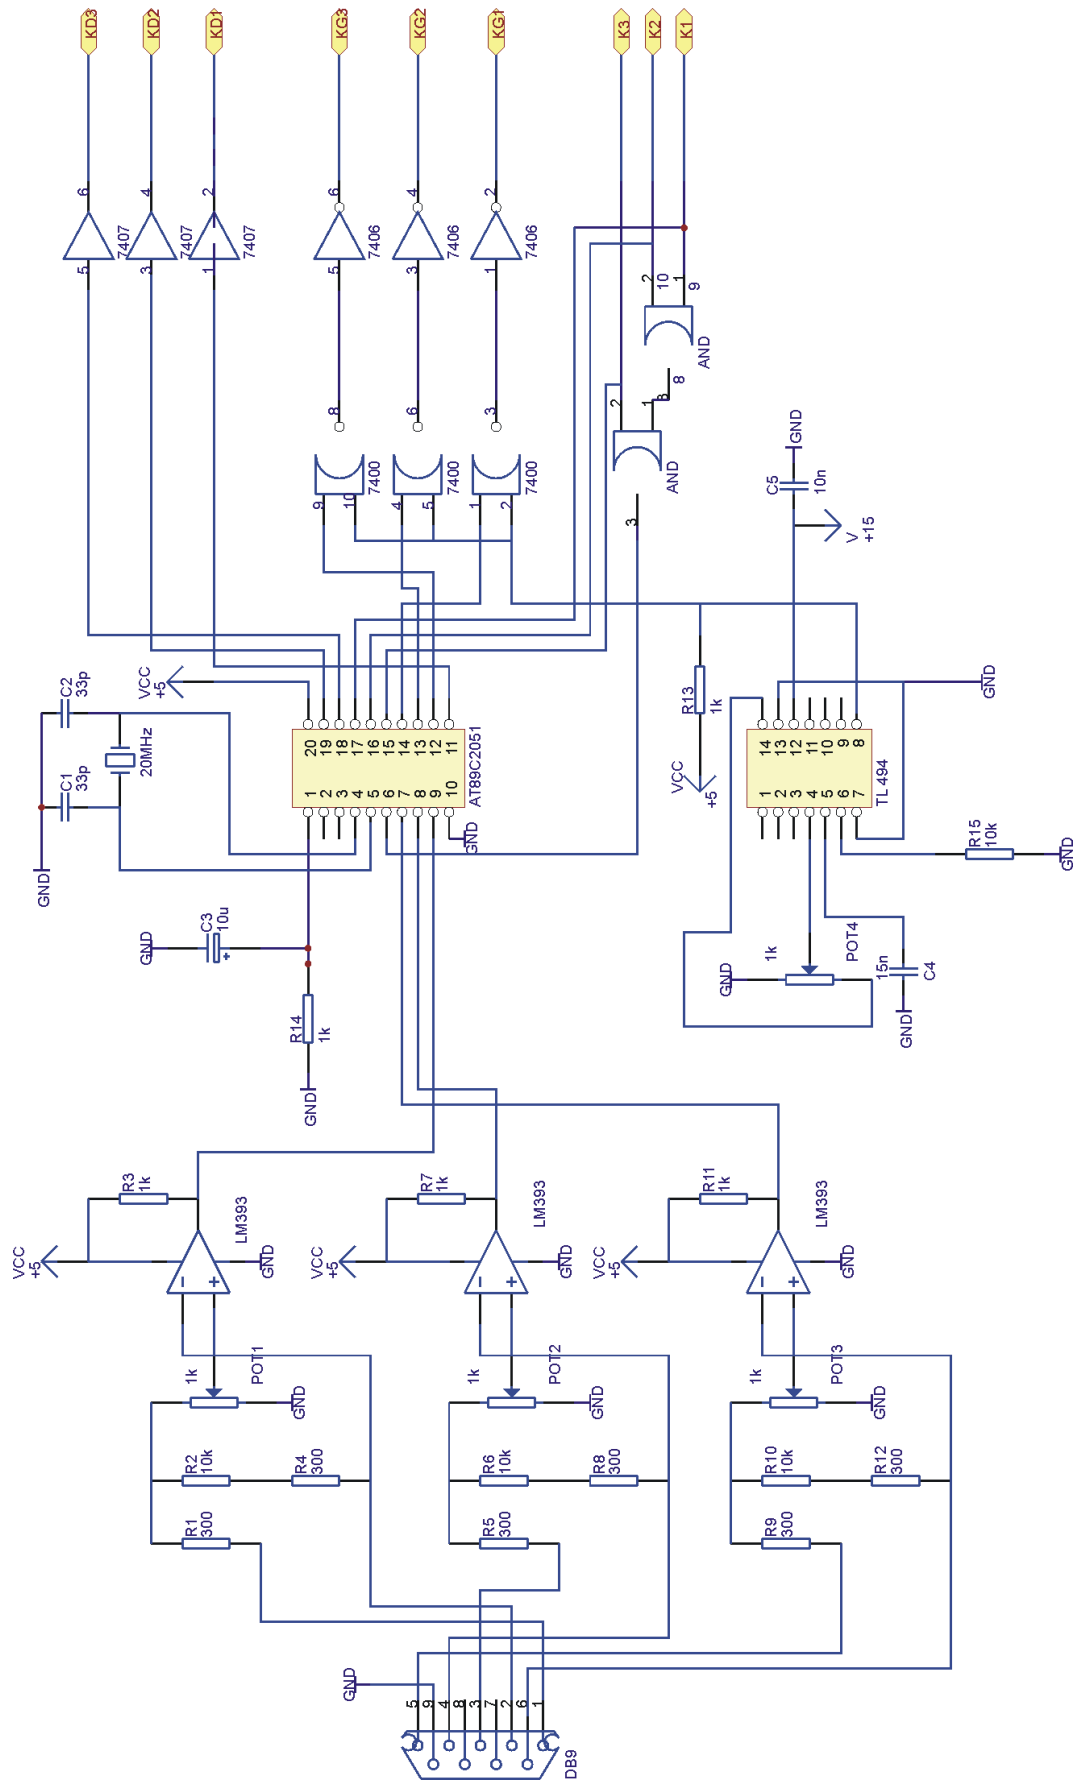 KD3
KD2
KD1
KG3
KG2
KG1
K3
K2
K1
6
4
2
6
4
2
7407
7407
7407
7406
7406
7406
5
3
1
5
3
1
2
10
1
9
AND
8
6
3
2
1
3
8
AND
3
7400
7400
7400
9
10
4
5
1
2
GND
C5
10n
V
+15
VCC
+5
C2
33p
20MHz
C1
33p
GND
20
19
18
17
16
15
14
13
12
11
1
2
3
4
5
6
7
8
9
10
AT89C2051
GND
R13
1k
VCC
+5
14
13
12
11
10
9
8
1
2
3
4
5
6
7
TL494
GND
R15
10k
GND
GND
C3
10u
+
R14
1k
GND
GND
1k
POT4
15n
C4
GND
VCC
+5
R3
1k
LM393
GND
-
+
VCC
+5
R7
1k
LM393
GND
-
+
VCC
+5
R11
1k
LM393
GND
-
+
1k
POT1
GND
R2
10k
R4
300
R1
300
1k
POT2
GND
R6
10k
R8
300
R5
300
1k
POT3
GND
R10
10k
R12
300
R9
300
GND
5
9
4
8
3
7
2
6
1
DB9